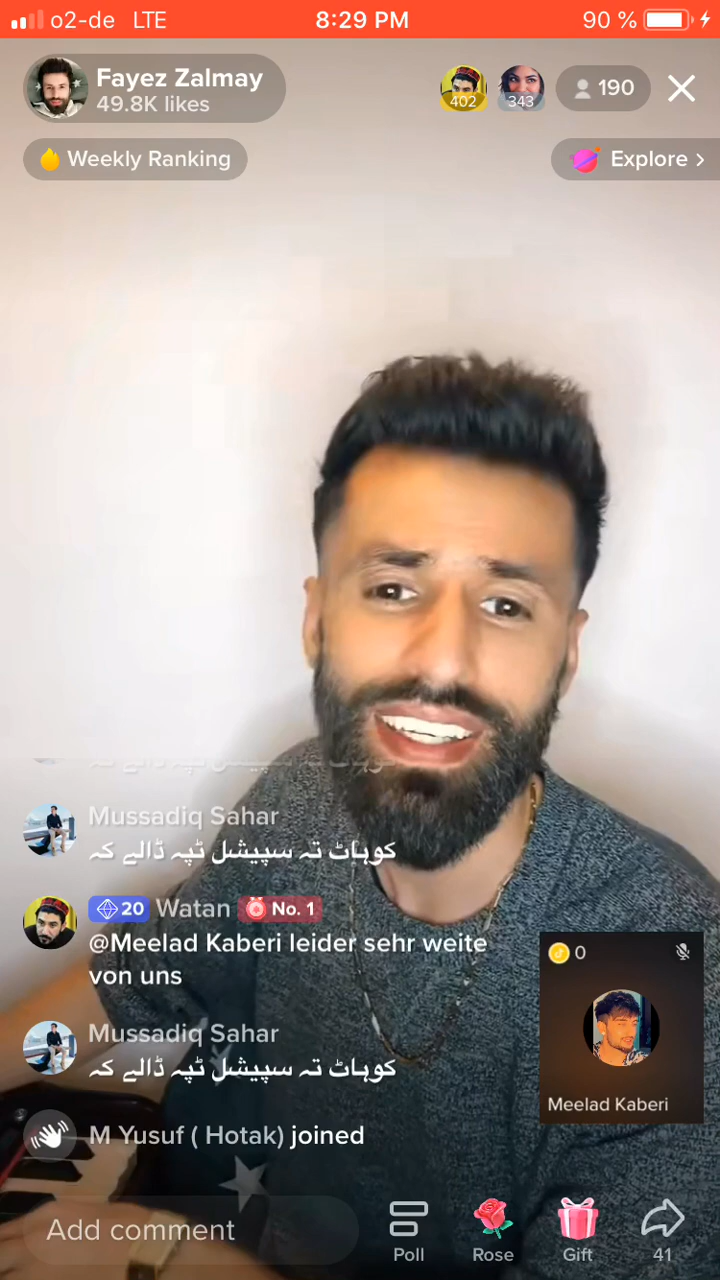 o2-de LTE 8:29 PM 90 %
Fayez Zalmay
49.8K likes
402 343 190
Weekly Ranking
Explore
Mussadiq Sahar
کوہاٹ تہ سپیشل ٹپہ ڈالے کہ
20 Watan No. 1
@Meelad Kaberi leider sehr weite
von uns
0
Mussadiq Sahar
کوہاٹ تہ سپیشل ٹپہ ڈالے کہ
Meelad Kaberi
M Yusuf ( Hotak) joined
Add comment
Poll Rose Gift 41